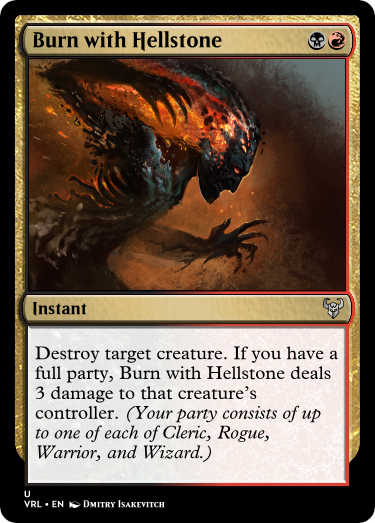 Burn with Hellstone
Instant
Destroy target creature. If you have a
full party, Burn with Hellstone deals
3 damage to that creature's
controller. (Your party consists of up
to one of each of Cleric, Rogue,
Warrior, and Wizard.)
U
VRL • EN Dmitry Isakevitch